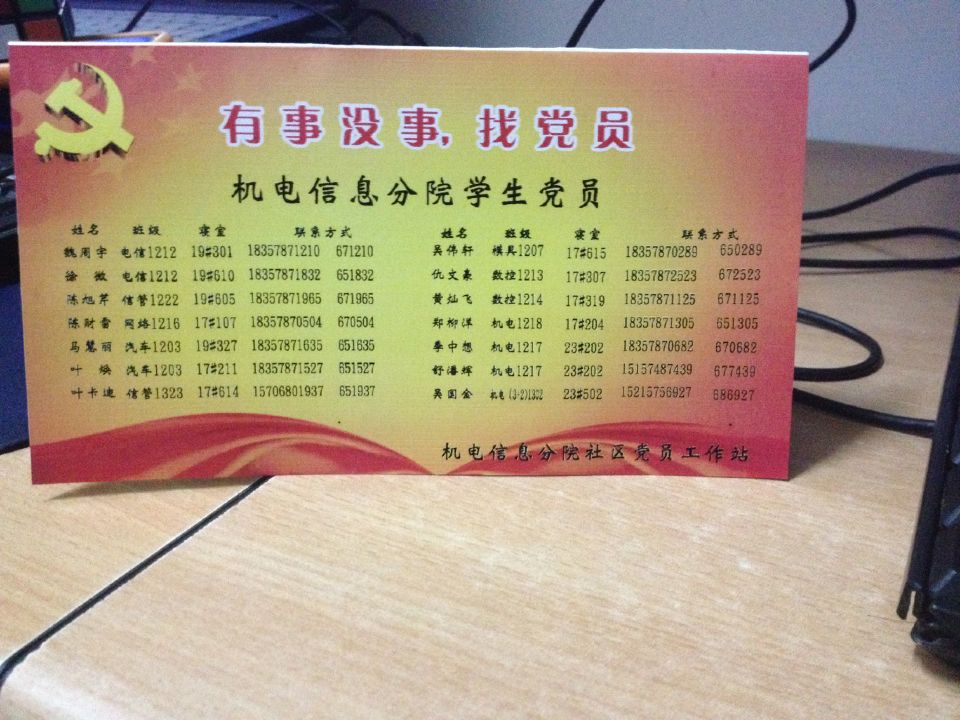 有事没事,找党员
机电信息分院学生党员
姓名 班级 寝室 联系方式
魏周宇 电信1212 19#301 18357871210 671210
徐微 电信1212 19#610 18357871832 651832
陈旭芹 信管1222 19#605 18357871965 671965
陈财雷 网络1216 17#107 18357870504 670504
马慧丽 汽车1203 19#327 18357871635 651635
叶焕 汽车1203 17#211 18357871527 651527
叶卡迪 信管1323 17#614 15706801937 651937
姓名 班级 寝室 联系方式
吴伟轩 模具1207 17#615 18357870289 650289
仇文豪 数控1213 17#307 18357872523 672523
黄灿飞 数控1214 17#319 18357871125 671125
郑柳洋 机电1218 17#204 18357871305 651305
季中想 机电1217 23#202 18357870682 670682
舒潘辉 机电1217 23#202 15157487439 677439
吴国金 机电(3+2)1332 23#502 15215756927 686927
机电信息分院社区党员工作站